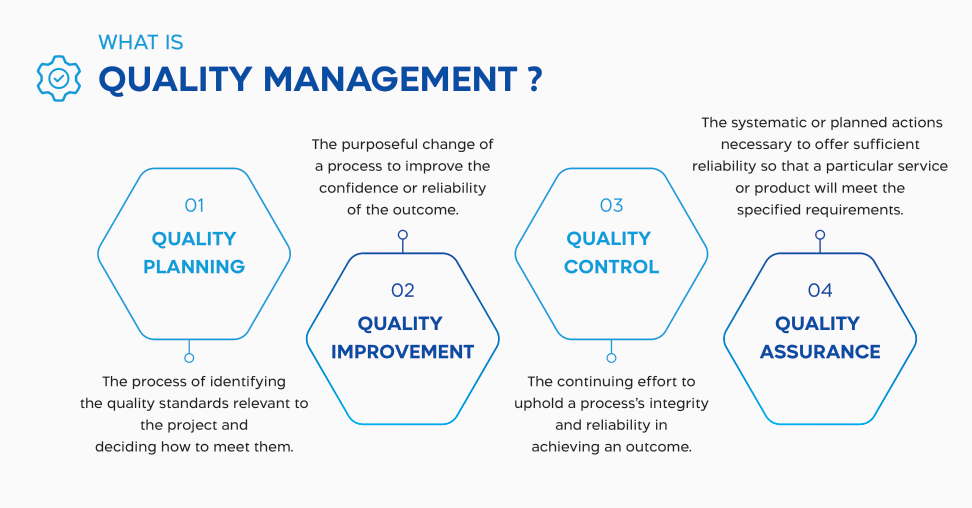 WHAT IS
QUALITY MANAGEMENT ?
01
QUALITY
PLANNING
The process of identifying
the quality standards relevant to
the project and
deciding how to meet them.
The purposeful change of
a process to improve the
confidence or reliability
of the outcome.
02
QUALITY
IMPROVEMENT
03
QUALITY
CONTROL
The continuing effort to
uphold a process’s integrity
and reliability in
achieving an outcome.
The systematic or planned actions
necessary to offer sufficient
reliability so that a particular service
or product will meet the
specified requirements.
04
QUALITY
ASSURANCE